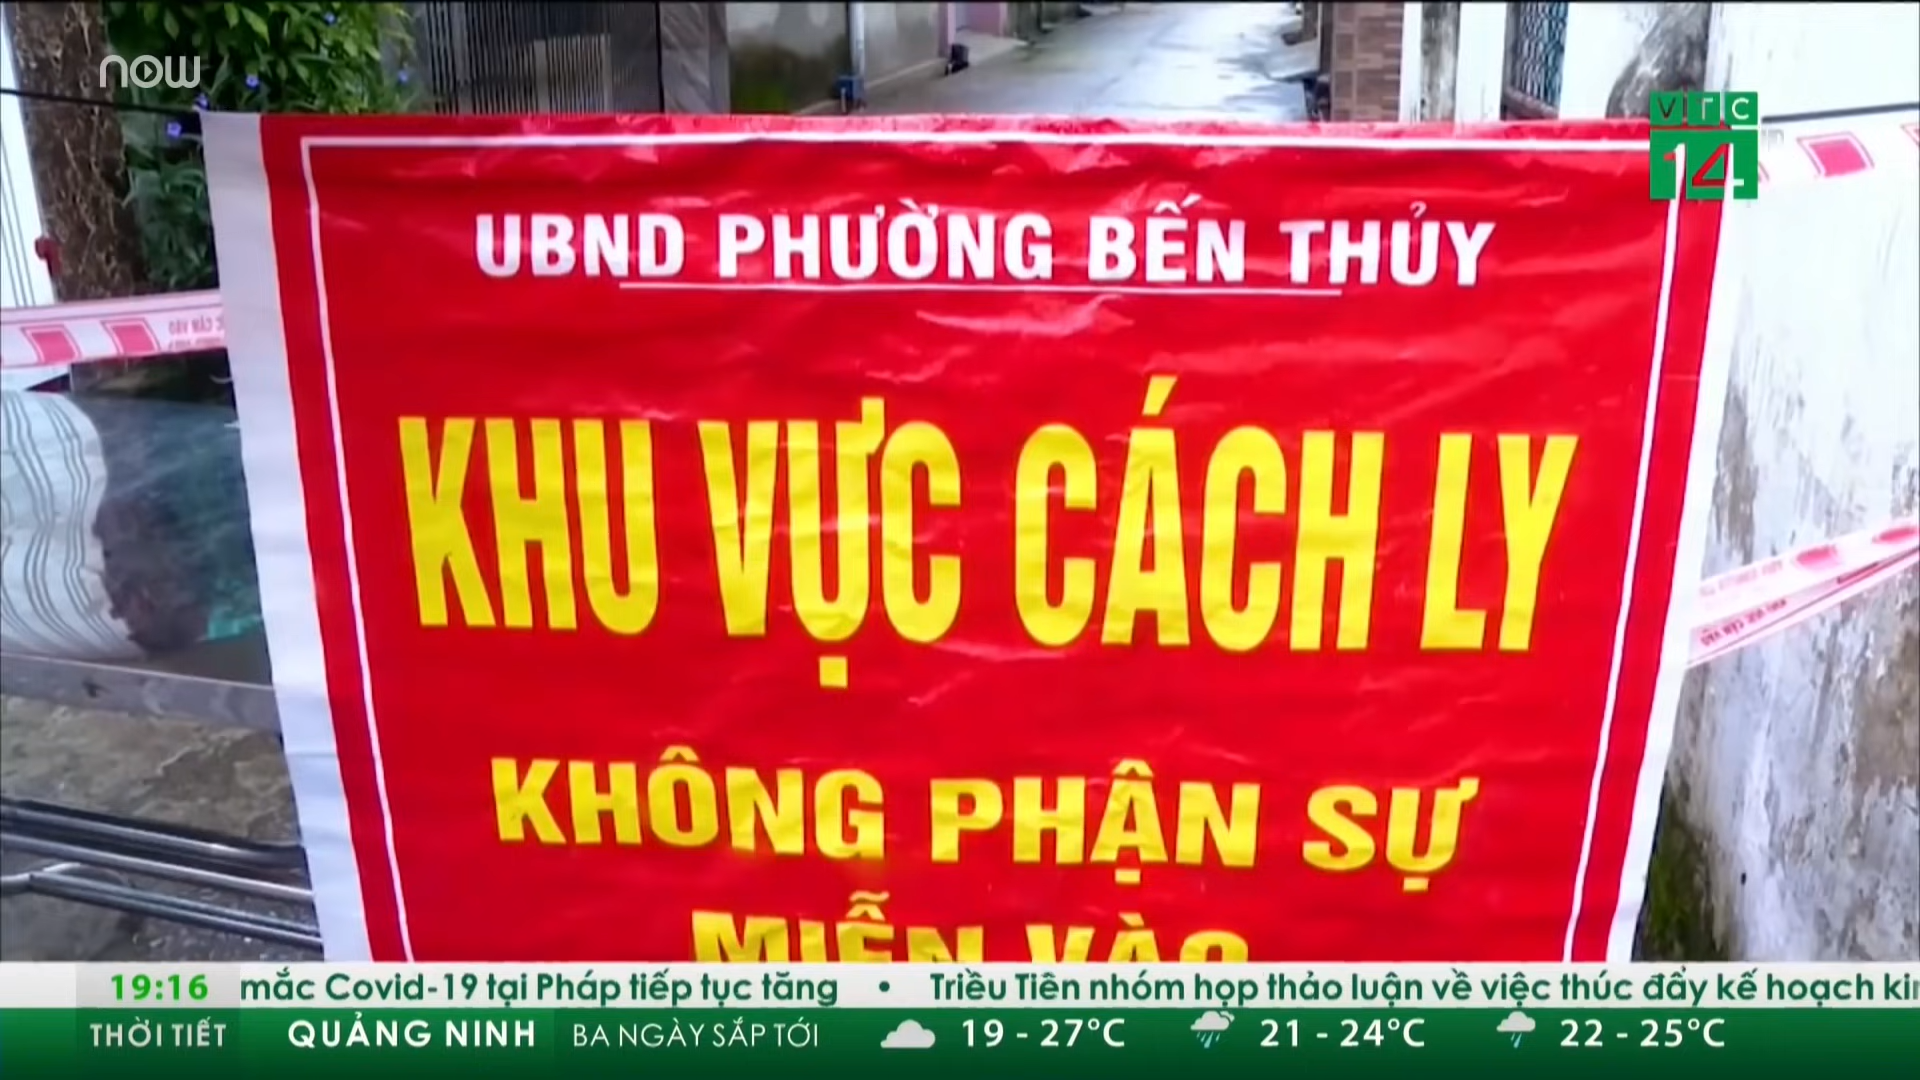 now
VTC
14
UBND PHƯỜNG BẾN THỦY
KHU VỰC CÁCH LY
KHÔNG PHẬN SỰ
MIỄN VÀO
19:16 mắc Covid-19 tại Pháp tiếp tục tăng • Triều Tiên nhóm họp thảo luận về việc thúc đẩy kế hoạch
THỜI TIẾT QUẢNG NINH BA NGÀY SẮP TỚI 19 - 27°C 21 - 24°C 22 - 25°C